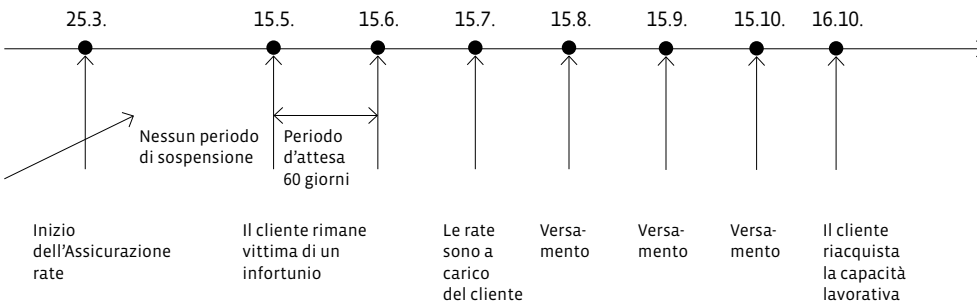 25.3. 15.5. 15.6. 15.7. 15.8. 15.9. 15.10. 16.10.
Nessun periodo
di sospensione
Periodo
d'attesa
60 giorni
Inizio
dell'Assicurazione
rate
Il cliente rimane
vittima di un
infortunio
Le rate
sono a
carico
del cliente
Versa-
mento
Versa-
mento
Versa-
mento
Il cliente
riacquista
la capacità
lavorativa